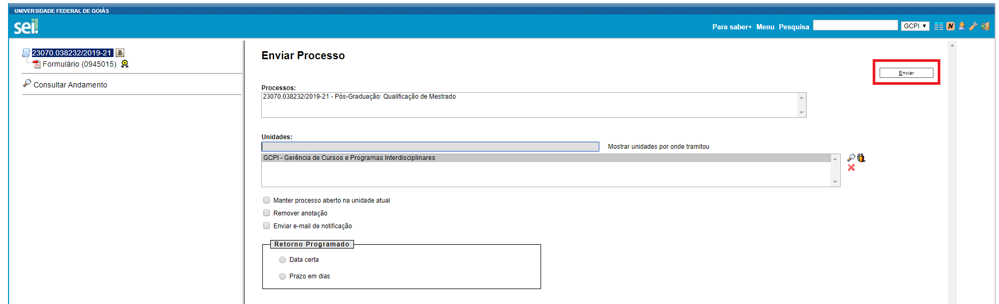 UNIVERSIDADE FEDERAL DE GOIÁS
sei!
Para saber+ Menu Pesquisa GCPI
N
23070.038232/2019-21 B
Formulário (0945015)
Consultar Andamento
Enviar Processo
Enviar
Processos:
23070.038232/2019-21 - Pós-Graduação: Qualificação de Mestrado
Unidades:
Mostrar unidades por onde tramitou
GCPI - Gerência de Cursos e Programas Interdisciplinares
Manter processo aberto na unidade atual
Remover anotação
Enviar e-mail de notificação
Retorno Programado
Data certa
Prazo em dias